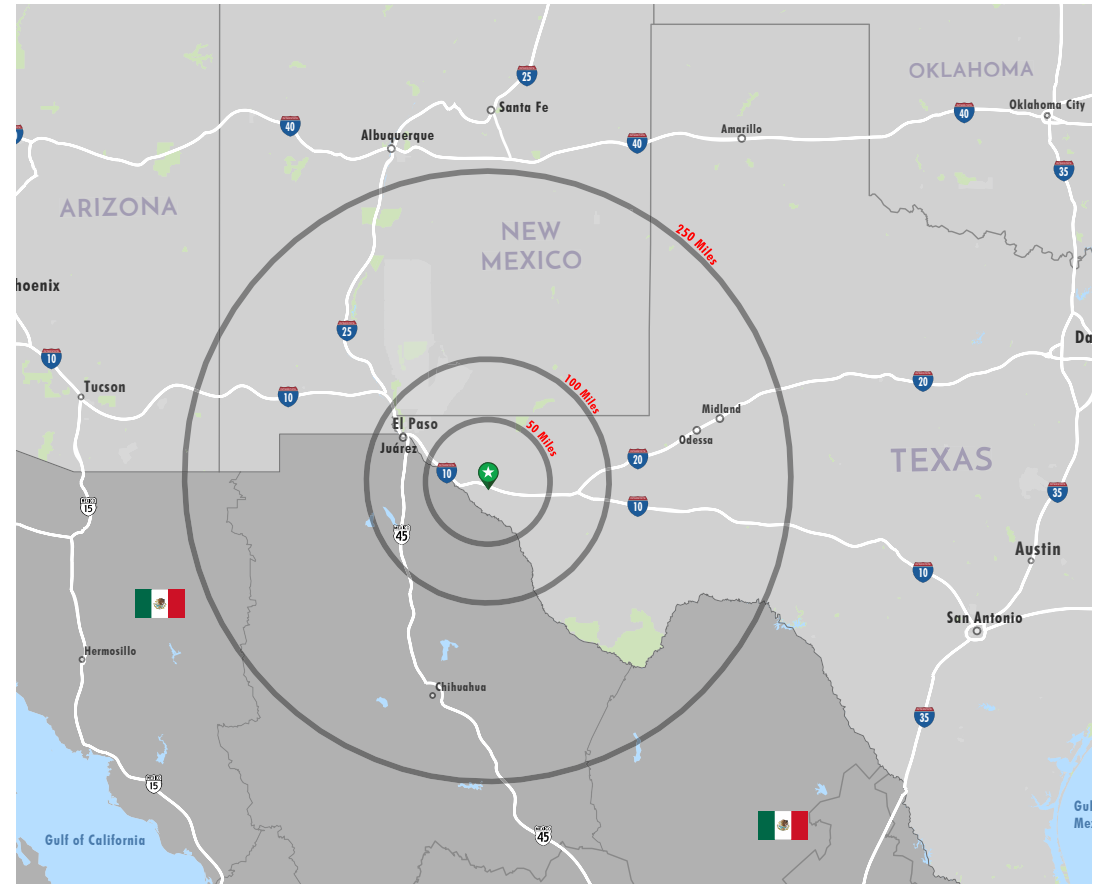 25
OKLAHOMA
Santa Fe
Oklahoma City
40
40
Amarillo
Albuquerque
40
35
ARIZONA
NEW
MEXICO
250 Miles
hoenix
25
Da
10
Tucson
10
100 Miles
20
Midland
El Paso
50 Miles
Odessa
Juárez
20
TEXAS
10
15
10
35
45
Austin
10
San Antonio
Hermosillo
Chihuahua
35
15
Gul
Me
Gulf of California
45